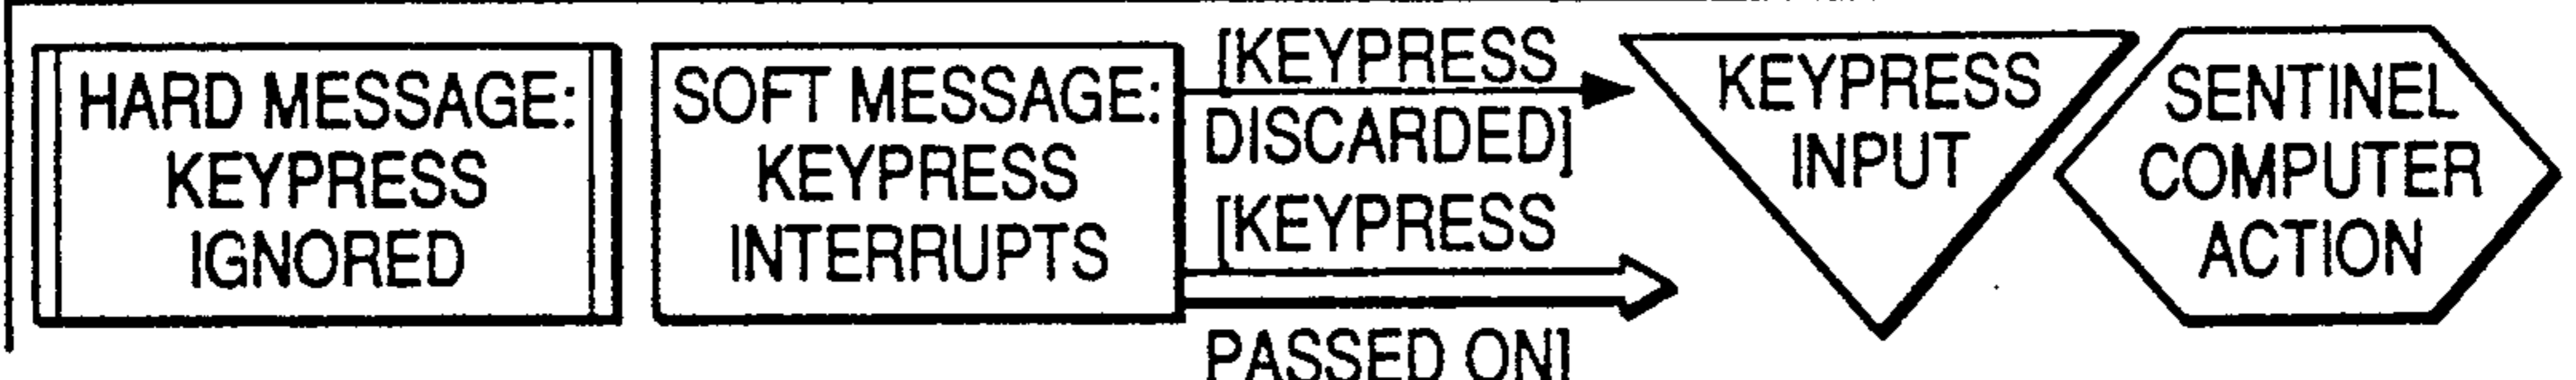 HARD MESSAGE:
KEYPRESS
IGNORED
SOFT MESSAGE:
KEYPRESS
INTERRUPTS
[KEYPRESS
DISCARDED]
[KEYPRESS
PASSED ON]
KEYPRESS
INPUT
SENTINEL
COMPUTER
ACTION